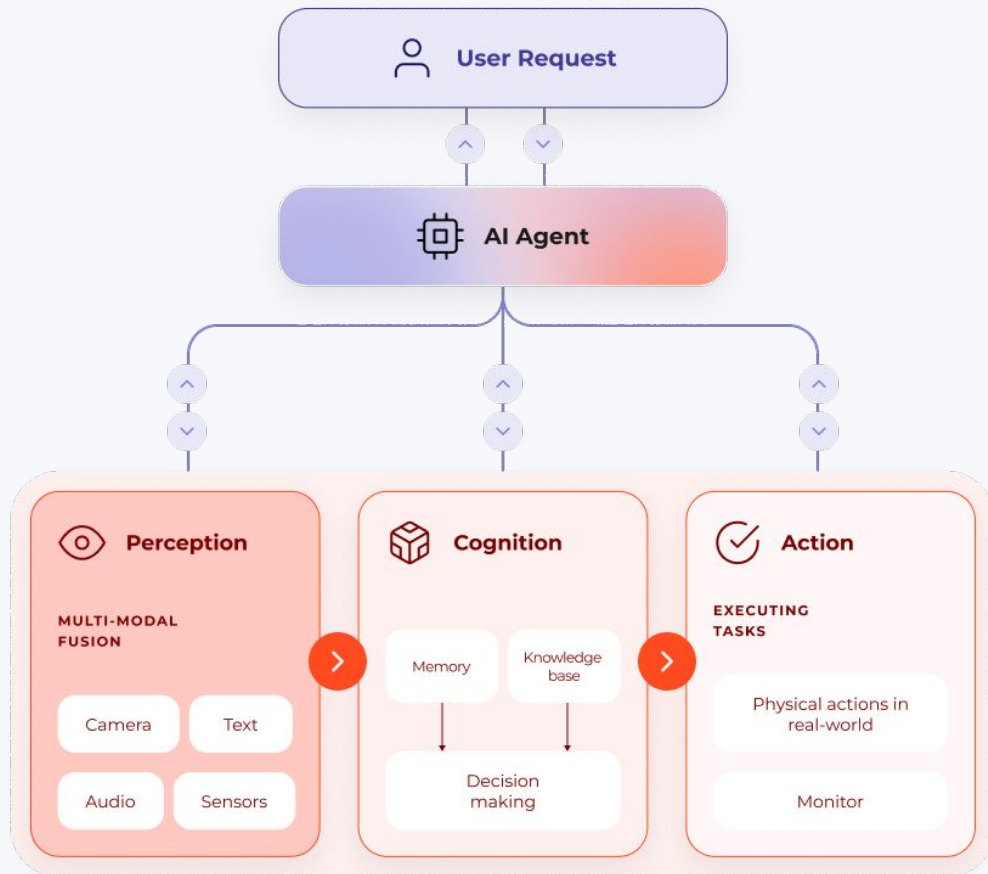 User Request
AI Agent
Perception
MULTI-MODAL
FUSION
Camera
Text
Audio
Sensors
Cognition
Memory
Knowledge
base
Decision
making
Action
EXECUTING
TASKS
Physical actions in
real-world
Monitor